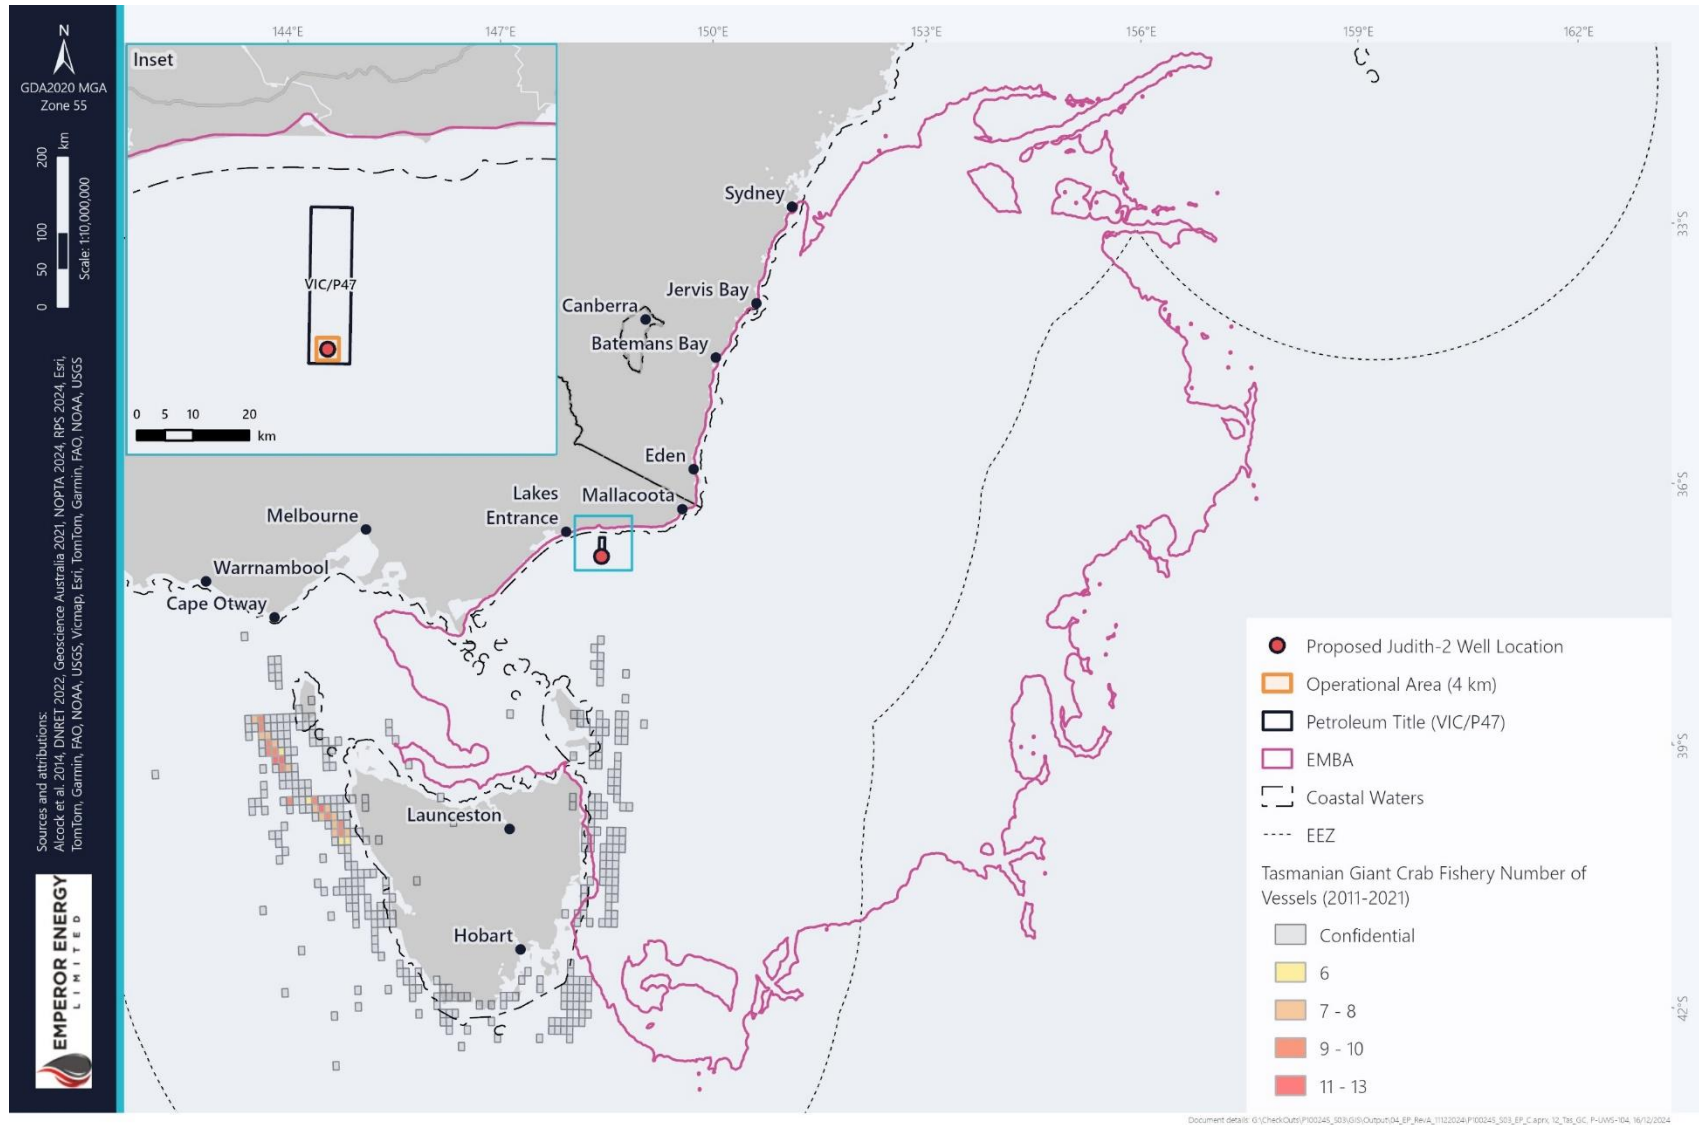 N
GDA2020 MGA
Zone 55
0 50 100 200
km
Scale: 1:10,000,000
Sources and attributions:
Alcock et al. 2014, DNIRET 2022, Geoscience Australia 2021, NOPTA 2024, RPS 2024, Esri,
TomTom, Garmin, FAO, NOAA, USGS, Vicmap, Esri, TomTom, Garmin, FAO, NOAA, USGS
EMPEROR ENERGY
LIMITED
144°E 147°E 150°E 153°E 156°E 159°E 162°E
33°S
36°S
39°S
42°S
Inset
VIC/P47
0 5 10 20
km
Sydney
Jervis Bay
Canberra
Batemans Bay
Eden
Lakes
Entrance
Mallacoota
Melbourne
Warrnambool
Cape Otway
Launceston
Hobart
Proposed Judith-2 Well Location
Operational Area (4 km)
Petroleum Title (VIC/P47)
EMBA
Coastal Waters
EEZ
Tasmanian Giant Crab Fishery Number of
Vessels (2011-2021)
Confidential
6
7 - 8
9 - 10
11 - 13